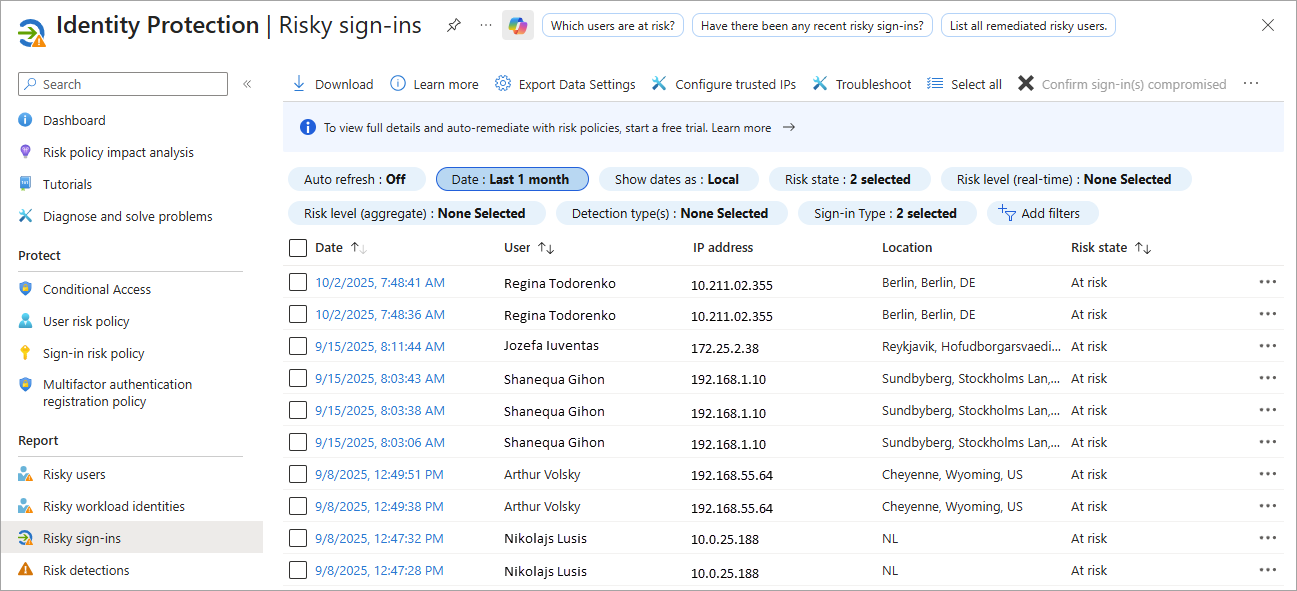 Identity Protection | Risky sign-ins
Which users are at risk?
Have there been any recent risky sign-ins?
List all remediated risky users.
Search
Dashboard
Risk policy impact analysis
Tutorials
Diagnose and solve problems
Protect
Conditional Access
User risk policy
Sign-in risk policy
Multifactor authentication
registration policy
Report
Risky users
Risky workload identities
Risky sign-ins
Risk detections
Download Learn more Export Data Settings Configure trusted IPs Troubleshoot Select all Confirm sign-in(s) compromised
To view full details and auto-remediate with risk policies, start a free trial. Learn more →
Auto refresh : Off Date : Last 1 month Show dates as : Local Risk state : 2 selected Risk level (real-time) : None Selected
Risk level (aggregate) : None Selected Detection type(s) : None Selected Sign-in Type : 2 selected Add filters
Date User IP address Location Risk state
10/2/2025, 7:48:41 AM Regina Todorenko 10.211.02.355 Berlin, Berlin, DE At risk
10/2/2025, 7:48:36 AM Regina Todorenko 10.211.02.355 Berlin, Berlin, DE At risk
9/15/2025, 8:11:44 AM Jozefa Iuventas 172.25.2.38 Reykjavik, Hofudborgarsvaedi... At risk
9/15/2025, 8:03:43 AM Shanequa Gihon 192.168.1.10 Sundbyberg, Stockholms Lan,... At risk
9/15/2025, 8:03:38 AM Shanequa Gihon 192.168.1.10 Sundbyberg, Stockholms Lan,... At risk
9/15/2025, 8:03:06 AM Shanequa Gihon 192.168.1.10 Sundbyberg, Stockholms Lan,... At risk
9/8/2025, 12:49:51 PM Arthur Volsky 192.168.55.64 Cheyenne, Wyoming, US At risk
9/8/2025, 12:49:38 PM Arthur Volsky 192.168.55.64 Cheyenne, Wyoming, US At risk
9/8/2025, 12:47:32 PM Nikolajs Lusis 10.0.25.188 NL At risk
9/8/2025, 12:47:28 PM Nikolajs Lusis 10.0.25.188 NL At risk